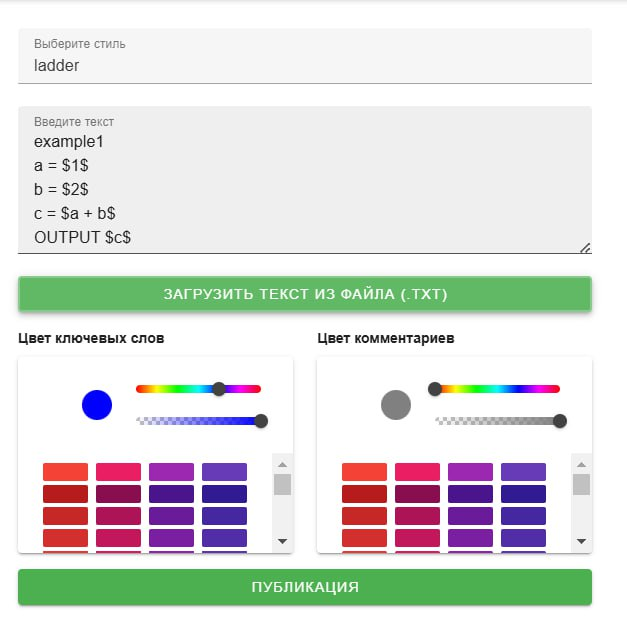 Выберите стиль
ladder
Введите текст
example1
a = $1$
b = $2$
c = $a + b$
OUTPUT $c$
ЗАГРУЗИТЬ ТЕКСТ ИЗ ФАЙЛА (.TXT)
Цвет ключевых слов
Цвет комментариев
ПУБЛИКАЦИЯ